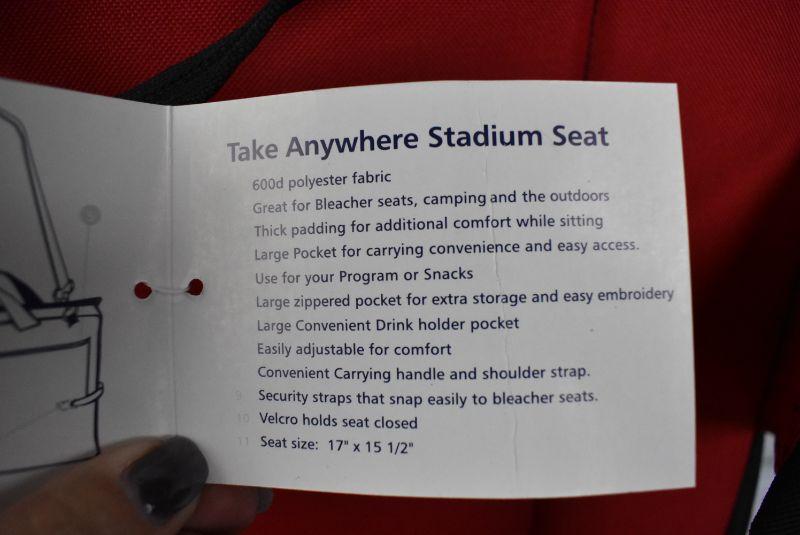 Take Anywhere Stadium Seat
600d polyester fabric
Great for Bleacher seats, camping and the outdoors
Thick padding for additional comfort while sitting
Large Pocket for carrying convenience and easy access.
Use for your Program or Snacks
Large zippered pocket for extra storage and easy embroidery
Large Convenient Drink holder pocket
Easily adjustable for comfort
Convenient Carrying handle and shoulder strap.
9 Security straps that snap easily to bleacher seats.
10 Velcro holds seat closed
11 Seat size: 17" x 15 1/2"